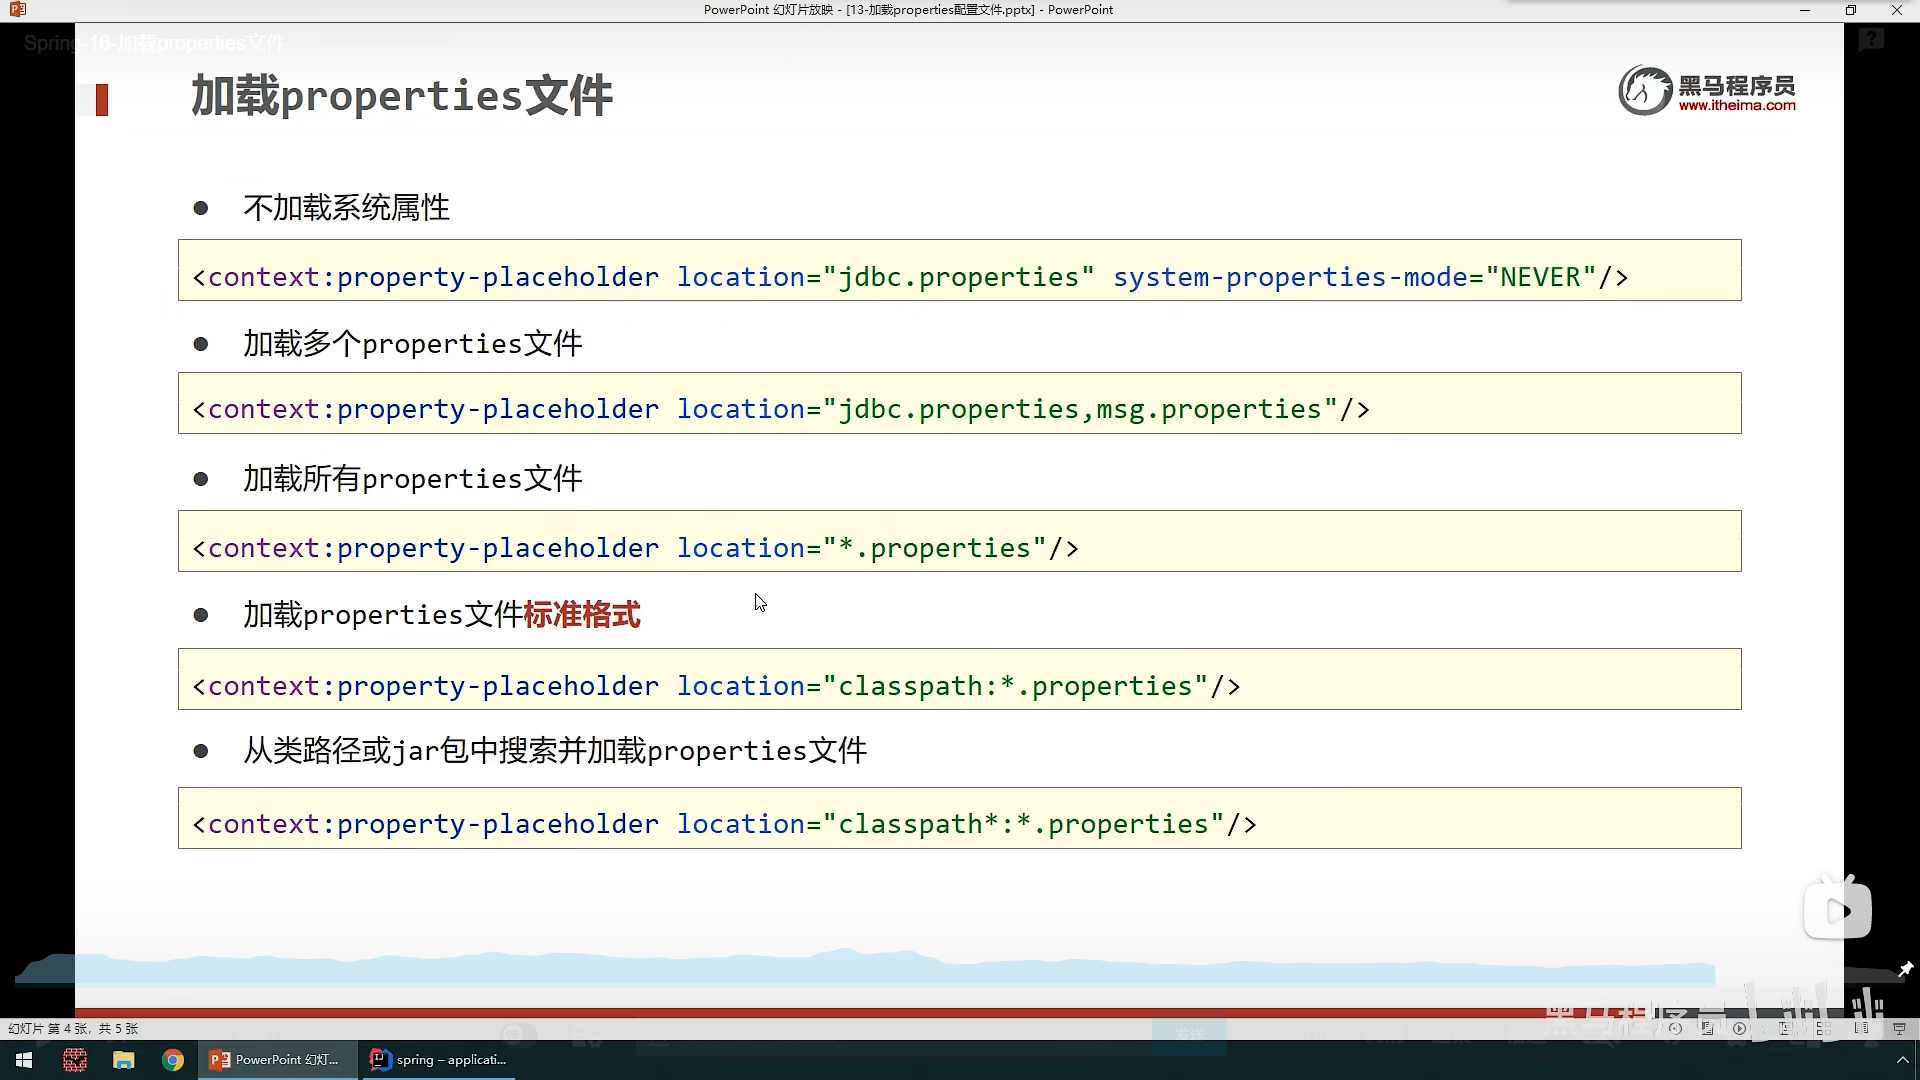 PowerPoint 幻灯片放映 - [13-加载properties配置文件.pptx] - PowerPoint
Spring-16-加载properties文件
加载properties文件
黑马程序员
www.itheima.com
不加载系统属性
<context:property-placeholder location="jdbc.properties" system-properties-mode="NEVER"/>
加载多个properties文件
<context:property-placeholder location="jdbc.properties,msg.properties"/>
加载所有properties文件
<context:property-placeholder location="*.properties"/>
加载properties文件标准格式
<context:property-placeholder location="classpath:*.properties"/>
从类路径或jar包中搜索并加载properties文件
<context:property-placeholder location="classpath*:*.properties"/>
黑马程序员
幻灯片 第 4 张，共 5 张
发送
PowerPoint 幻灯...
spring – applicati...